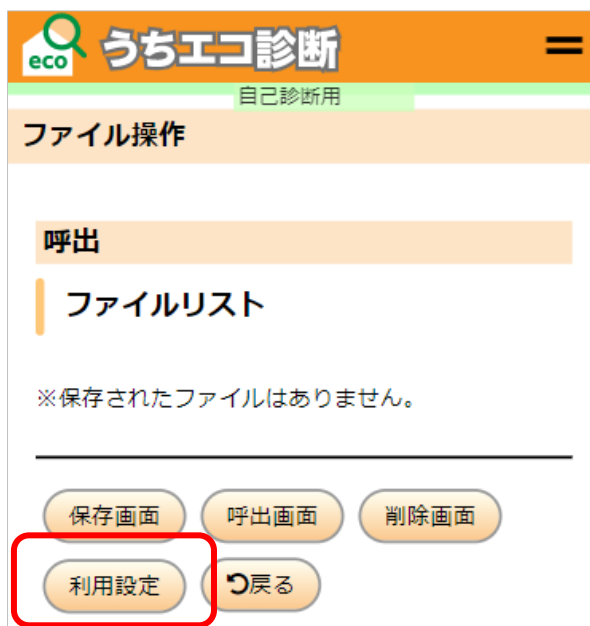 eco うちエコ診断
自己診断用
ファイル操作
呼出
ファイルリスト
※保存されたファイルはありません。
保存画面 呼出画面 削除画面
利用設定 戻る